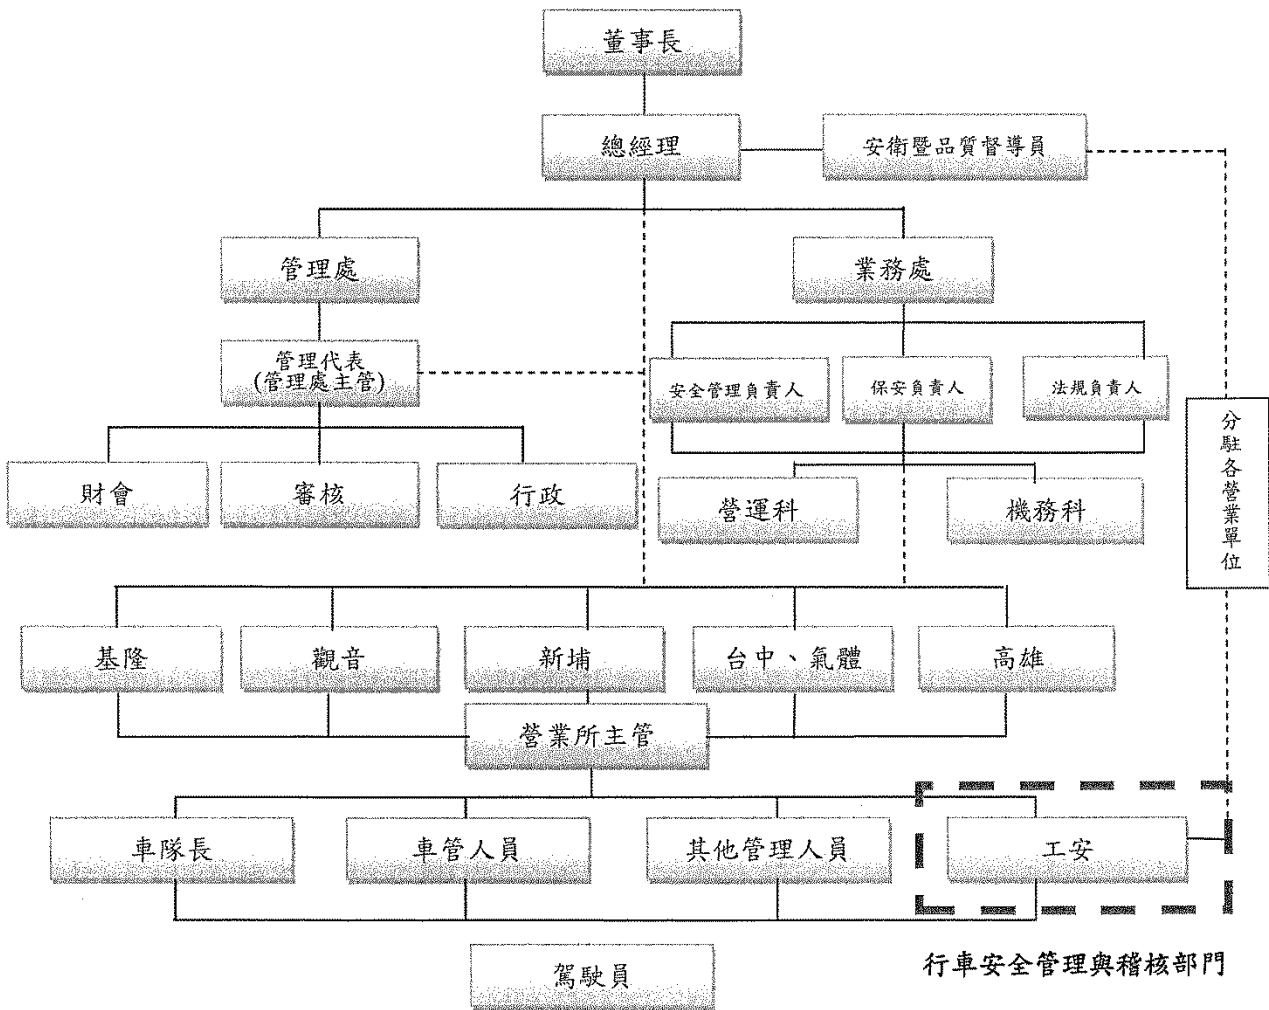 董事長
總經理
安衛暨品質督導員
管理處
業務處
管理代表
(管理處主管)
安全管理負責人
保安負責人
法規負責人
分駐各營業單位
財會
審核
行政
營運科
機務科
基隆
觀音
新埔
台中、氣體
高雄
營業所主管
車隊長
車管人員
其他管理人員
工安
駕駛員
行車安全管理與稽核部門